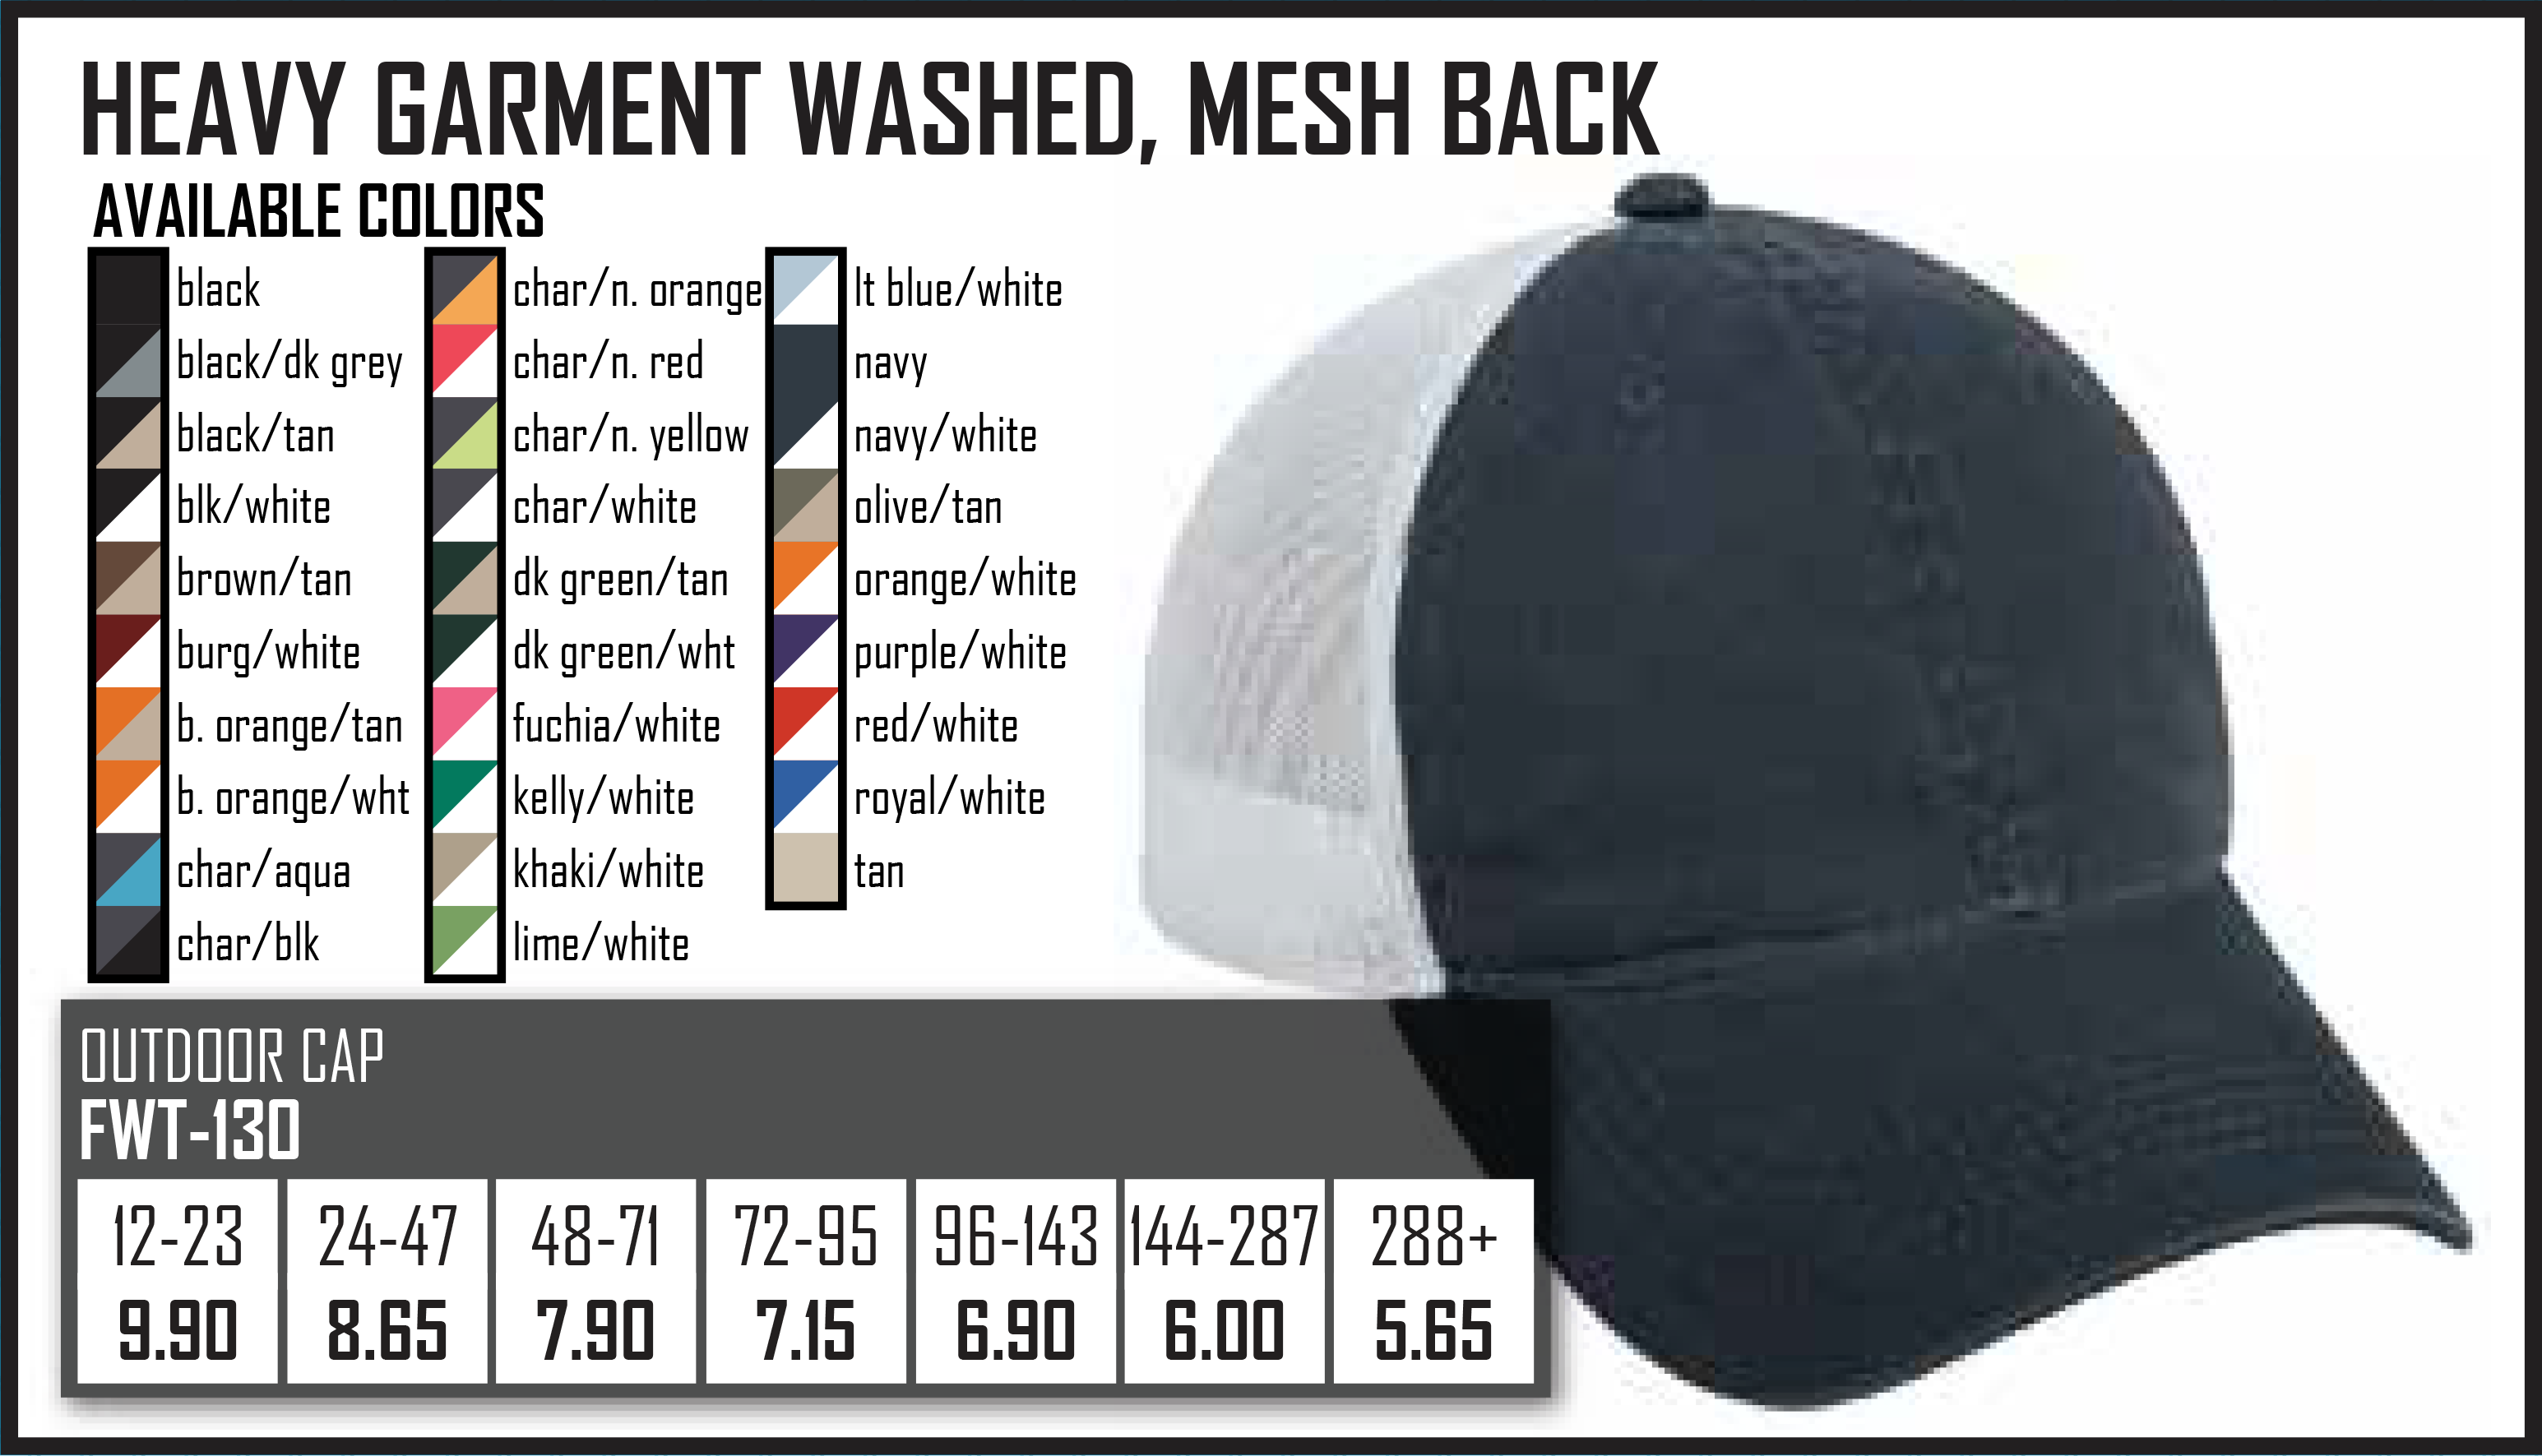 HEAVY GARMENT WASHED, MESH BACK
AVAILABLE COLORS
black
black/dk grey
black/tan
blk/white
brown/tan
burg/white
b. orange/tan
b. orange/wht
char/aqua
char/blk
char/n. orange
char/n. red
char/n. yellow
char/white
dk green/tan
dk green/wht
fuchia/white
kelly/white
khaki/white
lime/white
lt blue/white
navy
navy/white
olive/tan
orange/white
purple/white
red/white
royal/white
tan
OUTDOOR CAP
FWT-130
12-23 24-47 48-71 72-95 96-143 144-287 288+
9.90 8.65 7.90 7.15 6.90 6.00 5.65